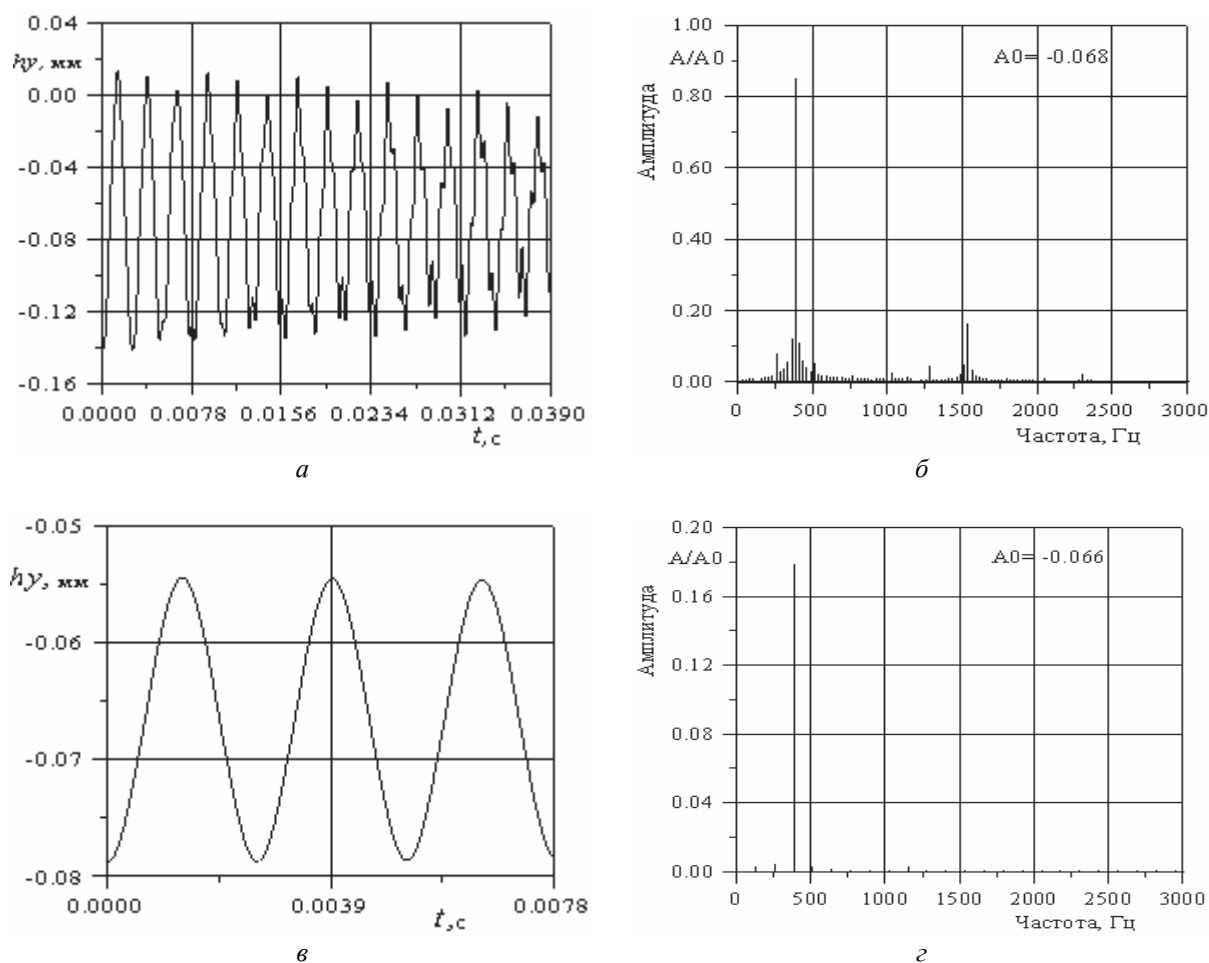 0.04
hy, мм
0.00
-0.04
-0.08
-0.12
-0.16
0.0000 0.0078 0.0156 0.0234 0.0312 0.0390
t,с
а
1.00
A/A0
0.80
0.60
0.40
0.20
0.00
Амплитуда
A0= -0.068
0 500 1000 1500 2000 2500 3000
Частота, Гц
б
-0.05
hy, мм
-0.06
-0.07
-0.08
0.0000 0.0039 0.0078
t,с
в
0.20
A/A0
0.16
0.12
0.08
0.04
0.00
Амплитуда
A0= -0.066
0 500 1000 1500 2000 2500 3000
Частота, Гц
г